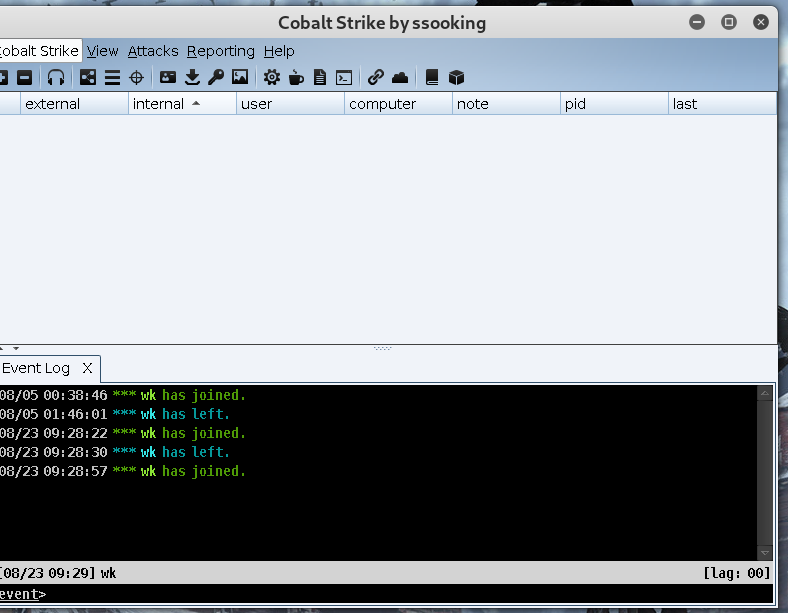 Cobalt Strike by ssooking
Cobalt Strike View Attacks Reporting Help
external internal user computer note pid last
Event Log X
08/05 00:38:46 *** wk has joined.
08/05 01:46:01 *** wk has left.
08/23 09:28:22 *** wk has joined.
08/23 09:28:30 *** wk has left.
08/23 09:28:57 *** wk has joined.
[08/23 09:29] wk [lag: 00]
event>